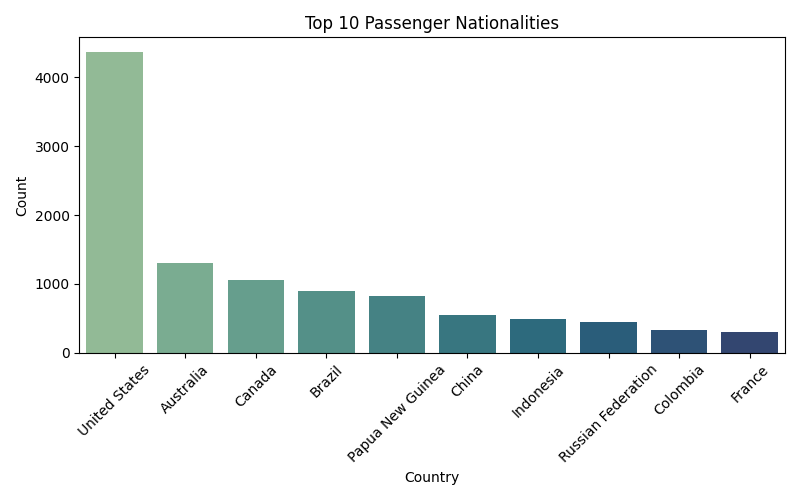 Top 10 Passenger Nationalities
Count
4000
3000
2000
1000
0
United States
Australia
Canada
Brazil
Papua New Guinea
China
Indonesia
Russian Federation
Colombia
France
Country